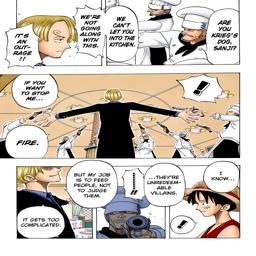 ARE
YOU
KRIEG'S
DOG,
SANJI?
WE
CAN'T
LET YOU
INTO THE
KITCHEN.
WE'RE
NOT
GOING
ALONG
WITH
THIS.
IT'S
AN
OUT-
RAGE
!!
!
IF YOU
WANT
TO STOP
ME...
FIRE.
I
KNOW...
!!
...THEY'RE
UNREDEEM-
ABLE
VILLAINS.
!!!!!!
BUT MY JOB
IS TO FEED
PEOPLE, NOT
TO JUDGE
THEM.
IT GETS TOO
COMPLICATED.